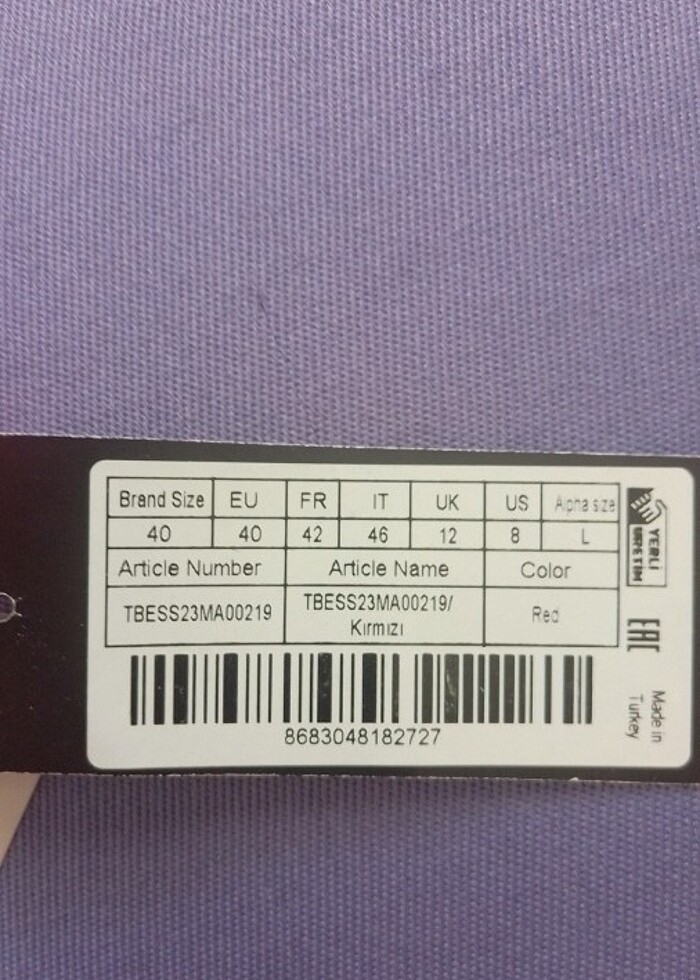 Brand Size EU FR IT UK US Alpha size
40 40 42 46 12 8 L
Article Number Article Name Color
TBESS23MA00219 TBESS23MA00219/ Red
Kırmızı
8683048182727
YERLİ
ÜRETİM
EAC
Made in
Turkey